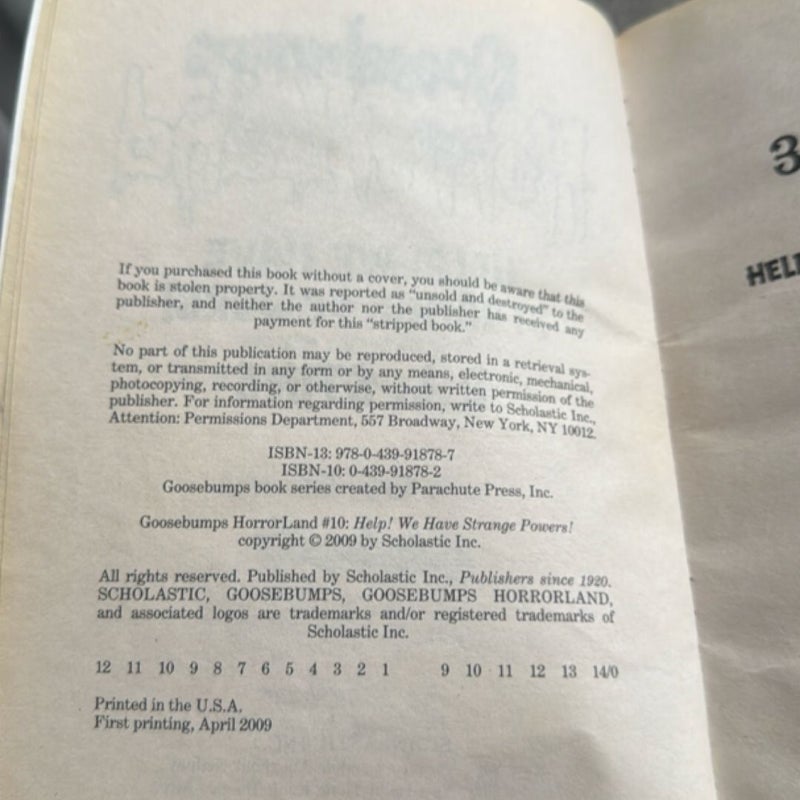 If you purchased this book without a cover, you should be aware that this
book is stolen property. It was reported as “unsold and destroyed” to the
publisher, and neither the author nor the publisher has received any
payment for this “stripped book.”
No part of this publication may be reproduced, stored in a retrieval sys-
tem, or transmitted in any form or by any means, electronic, mechanical,
photocopying, recording, or otherwise, without written permission of the
publisher. For information regarding permission, write to Scholastic Inc.,
Attention: Permissions Department, 557 Broadway, New York, NY 10012.
ISBN-13: 978-0-439-91878-7
ISBN-10: 0-439-91878-2
Goosebumps book series created by Parachute Press, Inc.
Goosebumps HorrorLand #10: Help! We Have Strange Powers!
copyright © 2009 by Scholastic Inc.
All rights reserved. Published by Scholastic Inc., Publishers since 1920.
SCHOLASTIC, GOOSEBUMPS, GOOSEBUMPS HORRORLAND,
and associated logos are trademarks and/or registered trademarks of
Scholastic Inc.
12 11 10 9 8 7 6 5 4 3 2 1 9 10 11 12 13 14/0
Printed in the U.S.A.
First printing, April 2009
3